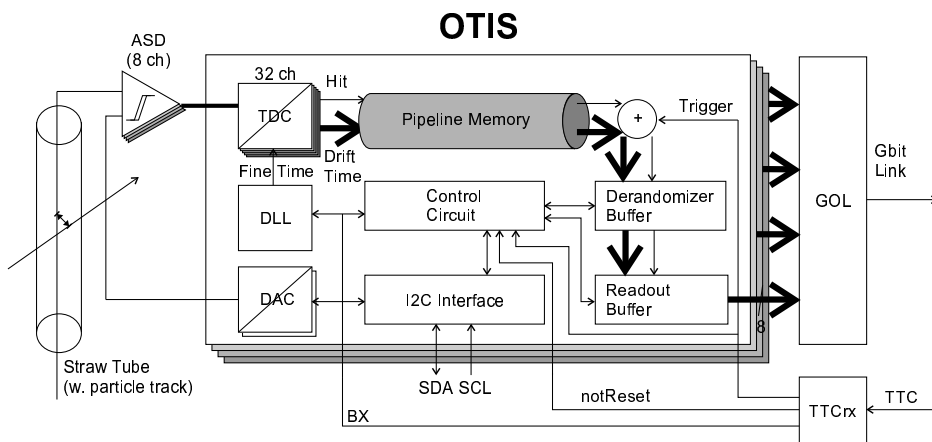 OTIS
ASD
(8 ch)
32 ch
Hit
TDC
Pipeline Memory
+
Trigger
Drift
Time
Fine Time
Gbit
Link
DLL
Control
Circuit
Derandomizer
Buffer
GOL
DAC
I2C Interface
Readout
Buffer
8
Straw Tube
(w. particle track)
SDA SCL
notReset
BX
TTCrx
TTC